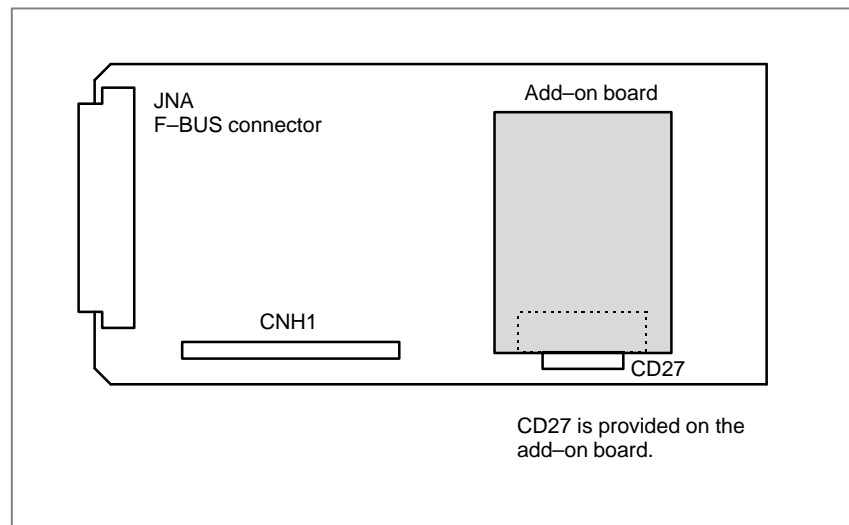 JNA
F–BUS connector
Add–on board
CNH1
CD27
CD27 is provided on the
add–on board.